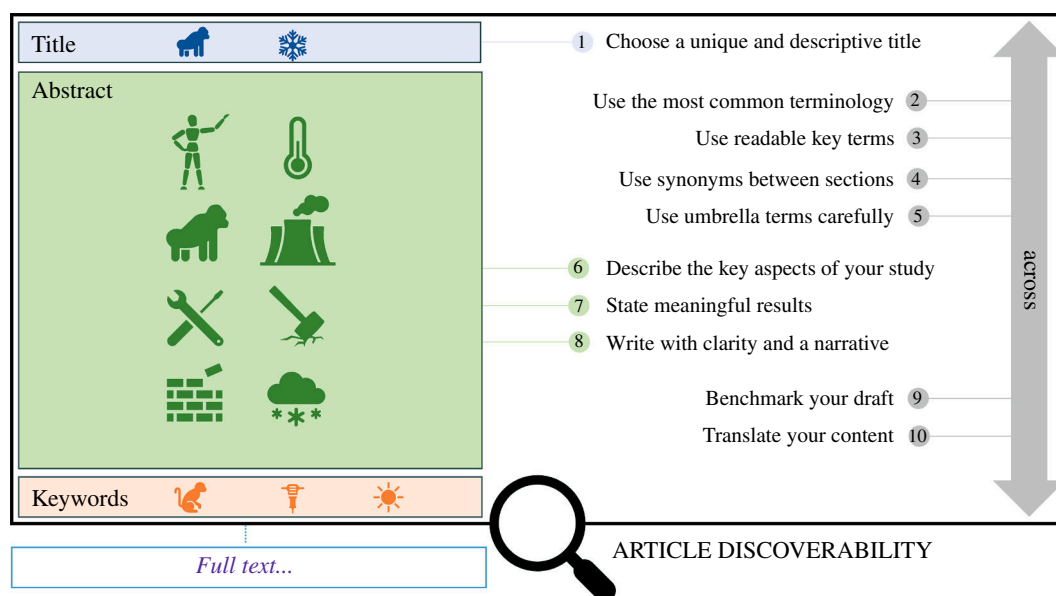 Title
1 Choose a unique and descriptive title
Abstract
Use the most common terminology 2
Use readable key terms 3
Use synonyms between sections 4
Use umbrella terms carefully 5
across
6 Describe the key aspects of your study
7 State meaningful results
8 Write with clarity and a narrative
Benchmark your draft 9
Translate your content 10
Keywords
ARTICLE DISCOVERABILITY
Full text...